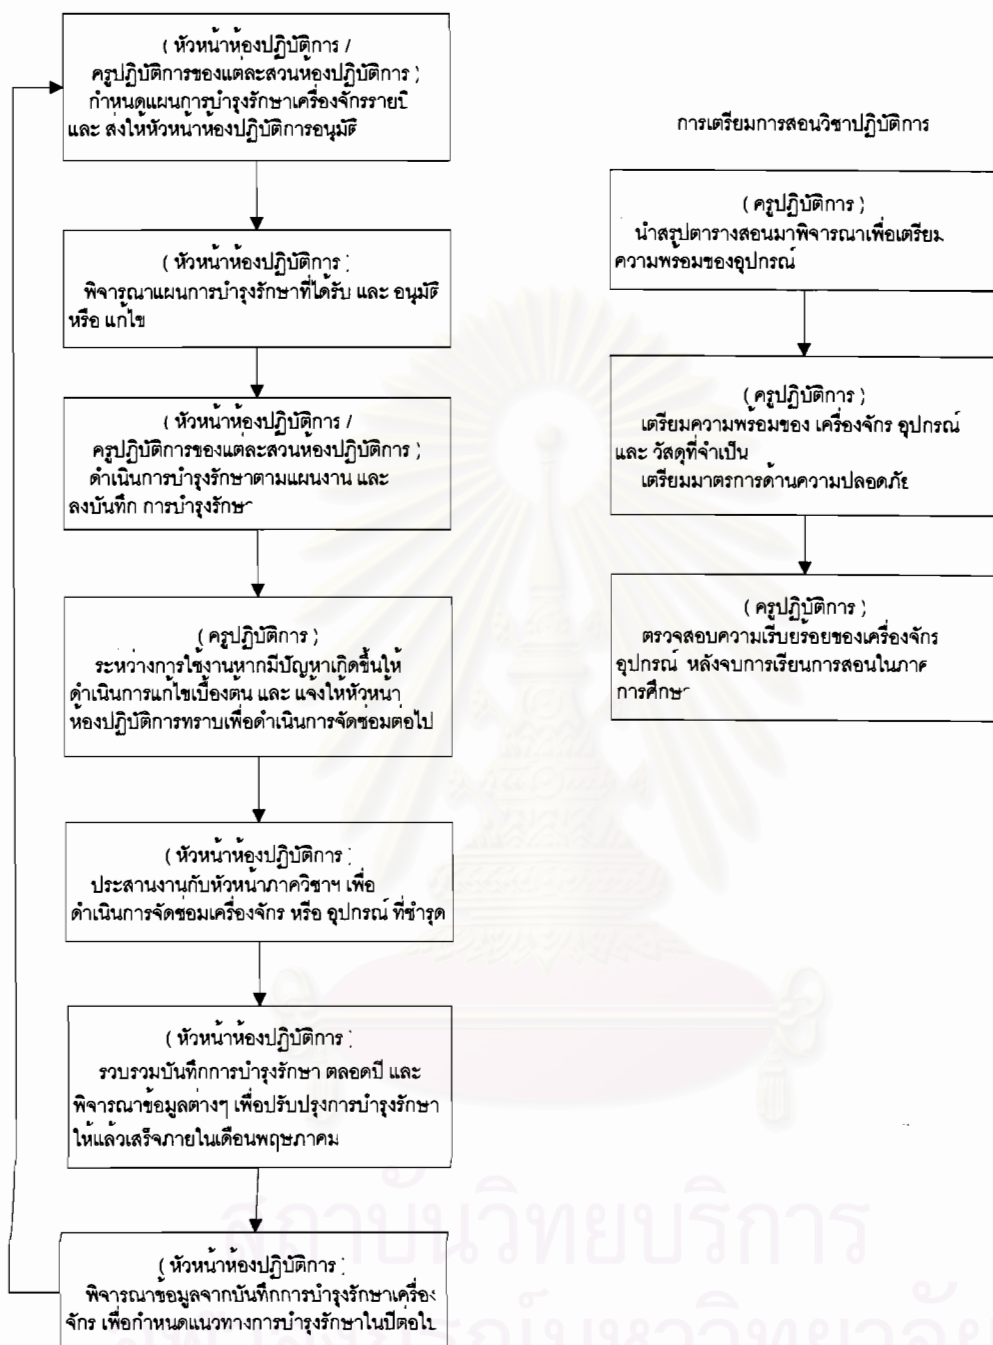 ( หัวหน้าห้องปฏิบัติการ /
ครูปฏิบัติการของแต่ละสวนห้องปฏิบัติการ )
กำหนดแผนการบำรุงรักษาเครื่องจักรรายปี
และ ส่งให้หัวหน้าห้องปฏิบัติการอนุมัติ
( หัวหน้าห้องปฏิบัติการ )
พิจารณาแผนการบำรุงรักษาที่ได้รับ และ อนุมัติ
หรือ แก้ไข
( หัวหน้าห้องปฏิบัติการ /
ครูปฏิบัติการของแต่ละสวนห้องปฏิบัติการ )
ดำเนินการบำรุงรักษาตามแผนงาน และ
ลงบันทึก การบำรุงรักษา
( ครูปฏิบัติการ )
ระหว่างการใช้งานหากมีปัญหาเกิดขึ้นให้
ดำเนินการแก้ไขเบื้องต้น และ แจ้งให้หัวหน้า
ห้องปฏิบัติการทราบเพื่อดำเนินการจัดซ่อมต่อไป
( หัวหน้าห้องปฏิบัติการ )
ประสานงานกับหัวหน้าภาควิชาฯ เพื่อ
ดำเนินการจัดซ่อมเครื่องจักร หรือ อุปกรณ์ ที่ชำรุด
( หัวหน้าห้องปฏิบัติการ )
รวบรวมบันทึกการบำรุงรักษา ตลอดปี และ
พิจารณาข้อมูลต่างๆ เพื่อปรับปรุงการบำรุงรักษา
ให้แล้วเสร็จภายในเดือนพฤษภาคม
( หัวหน้าห้องปฏิบัติการ )
พิจารณาข้อมูลจากบันทึกการบำรุงรักษาเครื่อง
จักร เพื่อกำหนดแนวทางการบำรุงรักษาในปีต่อไป
การเตรียมการสอนวิชาปฏิบัติการ
( ครูปฏิบัติการ )
นำสรุปตารางสอนมาพิจารณาเพื่อเตรียม
ความพร้อมของอุปกรณ์
( ครูปฏิบัติการ )
เตรียมความพร้อมของ เครื่องจักร อุปกรณ์
และ วัสดุที่จำเป็น
เตรียมมาตรการด้านความปลอดภัย
( ครูปฏิบัติการ )
ตรวจสอบความเรียบร้อยของเครื่องจักร
อุปกรณ์ หลังจบการเรียนการสอนในภาค
การศึกษา
สถาบันวิทยบริการ
จุฬาลงกรณ์มหาวิทยาลัย